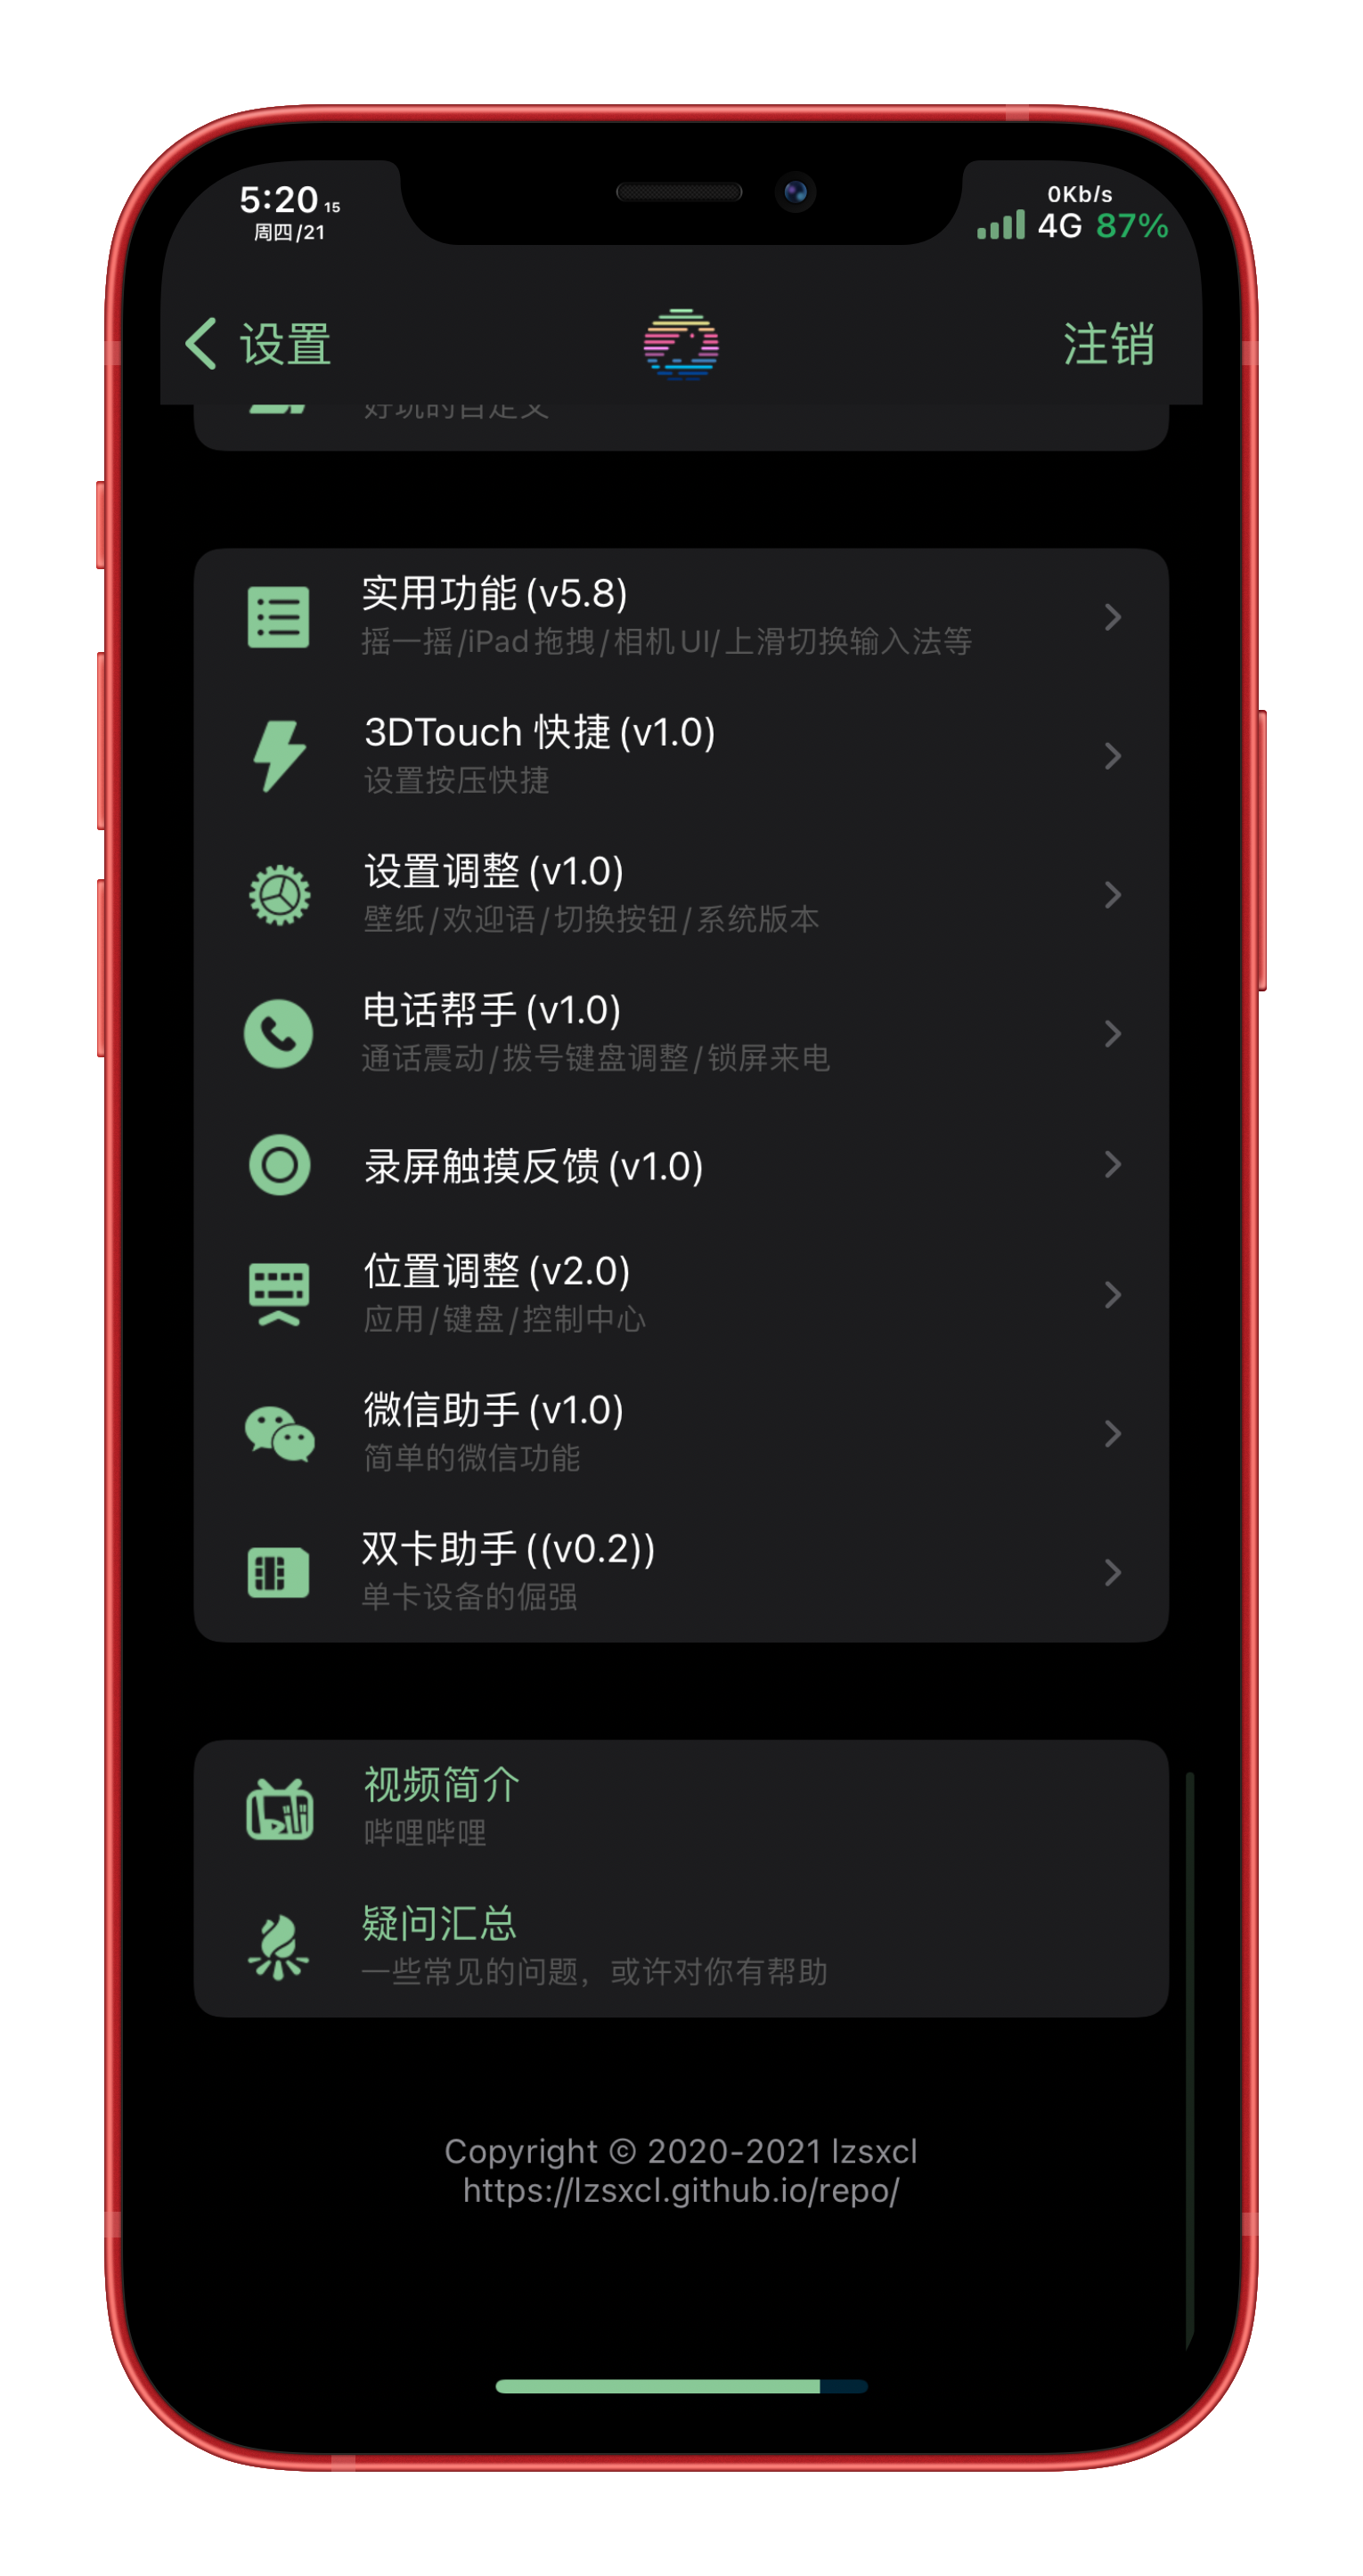 5:20 15
周四/21
0Kb/s
4G 87%
设置
注销
好玩的自定义
实用功能 (v5.8)
摇一摇/iPad 拖拽/相机 UI/上滑切换输入法等
3DTouch 快捷 (v1.0)
设置按压快捷
设置调整 (v1.0)
壁纸/欢迎语/切换按钮/系统版本
电话帮手 (v1.0)
通话震动/拨号键盘调整/锁屏来电
录屏触摸反馈 (v1.0)
位置调整 (v2.0)
应用/键盘/控制中心
微信助手 (v1.0)
简单的微信功能
双卡助手 ((v0.2))
单卡设备的倔强
视频简介
哔哩哔哩
疑问汇总
一些常见的问题，或许对你有帮助
Copyright © 2020-2021 lzsxcl
https://lzsxcl.github.io/repo/